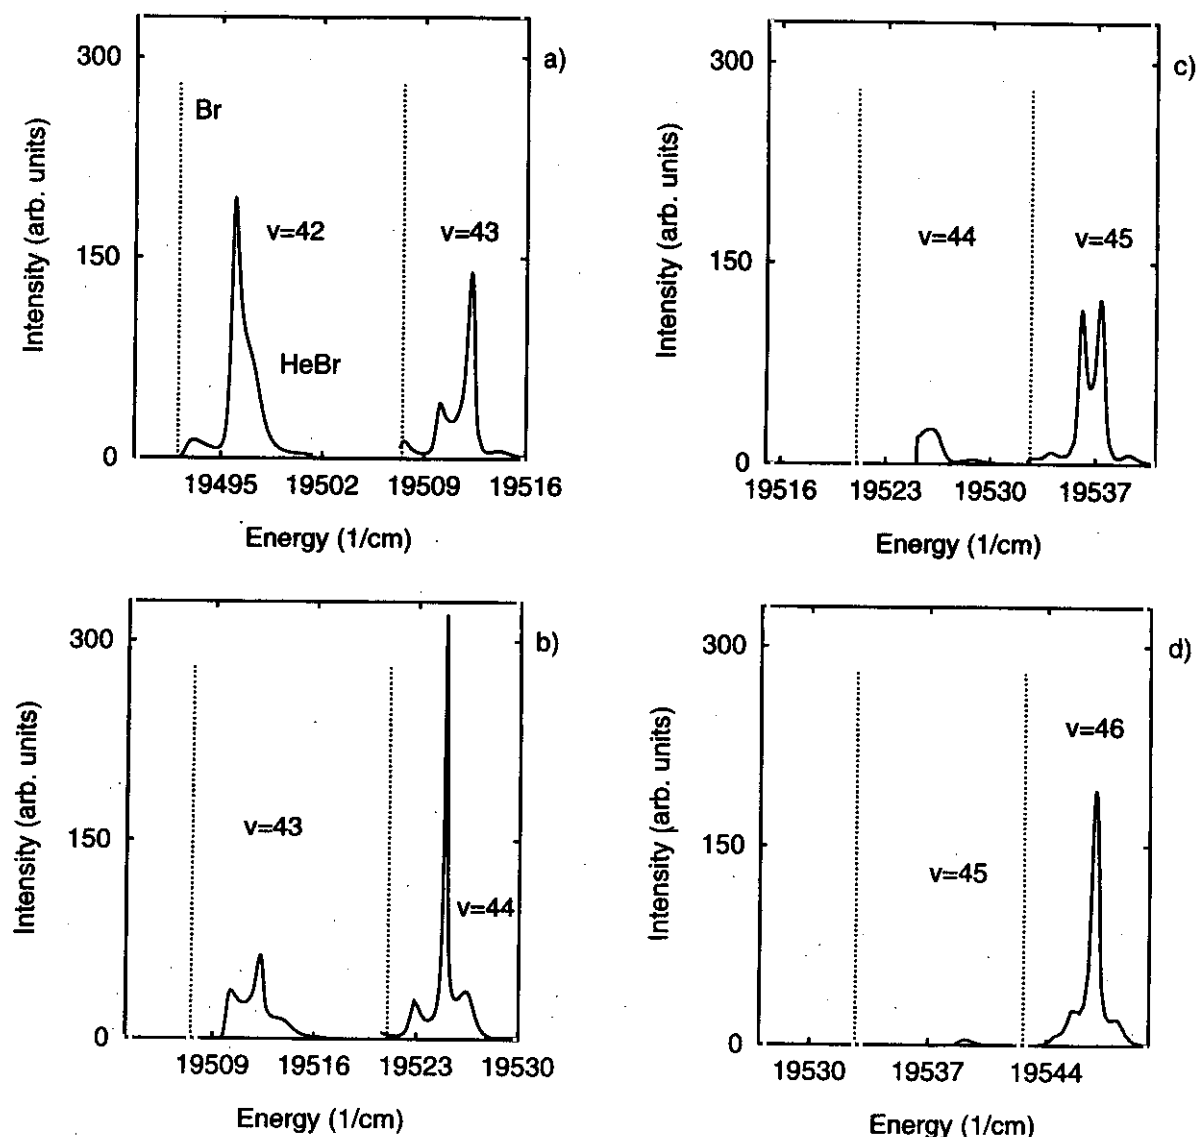 a)
300
150
0
Intensity (arb. units)
Br
v=42
v=43
HeBr
19495
19502
19509
19516
Energy (1/cm)
c)
300
150
0
Intensity (arb. units)
v=44
v=45
19516
19523
19530
19537
Energy (1/cm)
b)
300
150
0
Intensity (arb. units)
v=43
v=44
19509
19516
19523
19530
Energy (1/cm)
d)
300
150
0
Intensity (arb. units)
v=46
v=45
19530
19537
19544
Energy (1/cm)